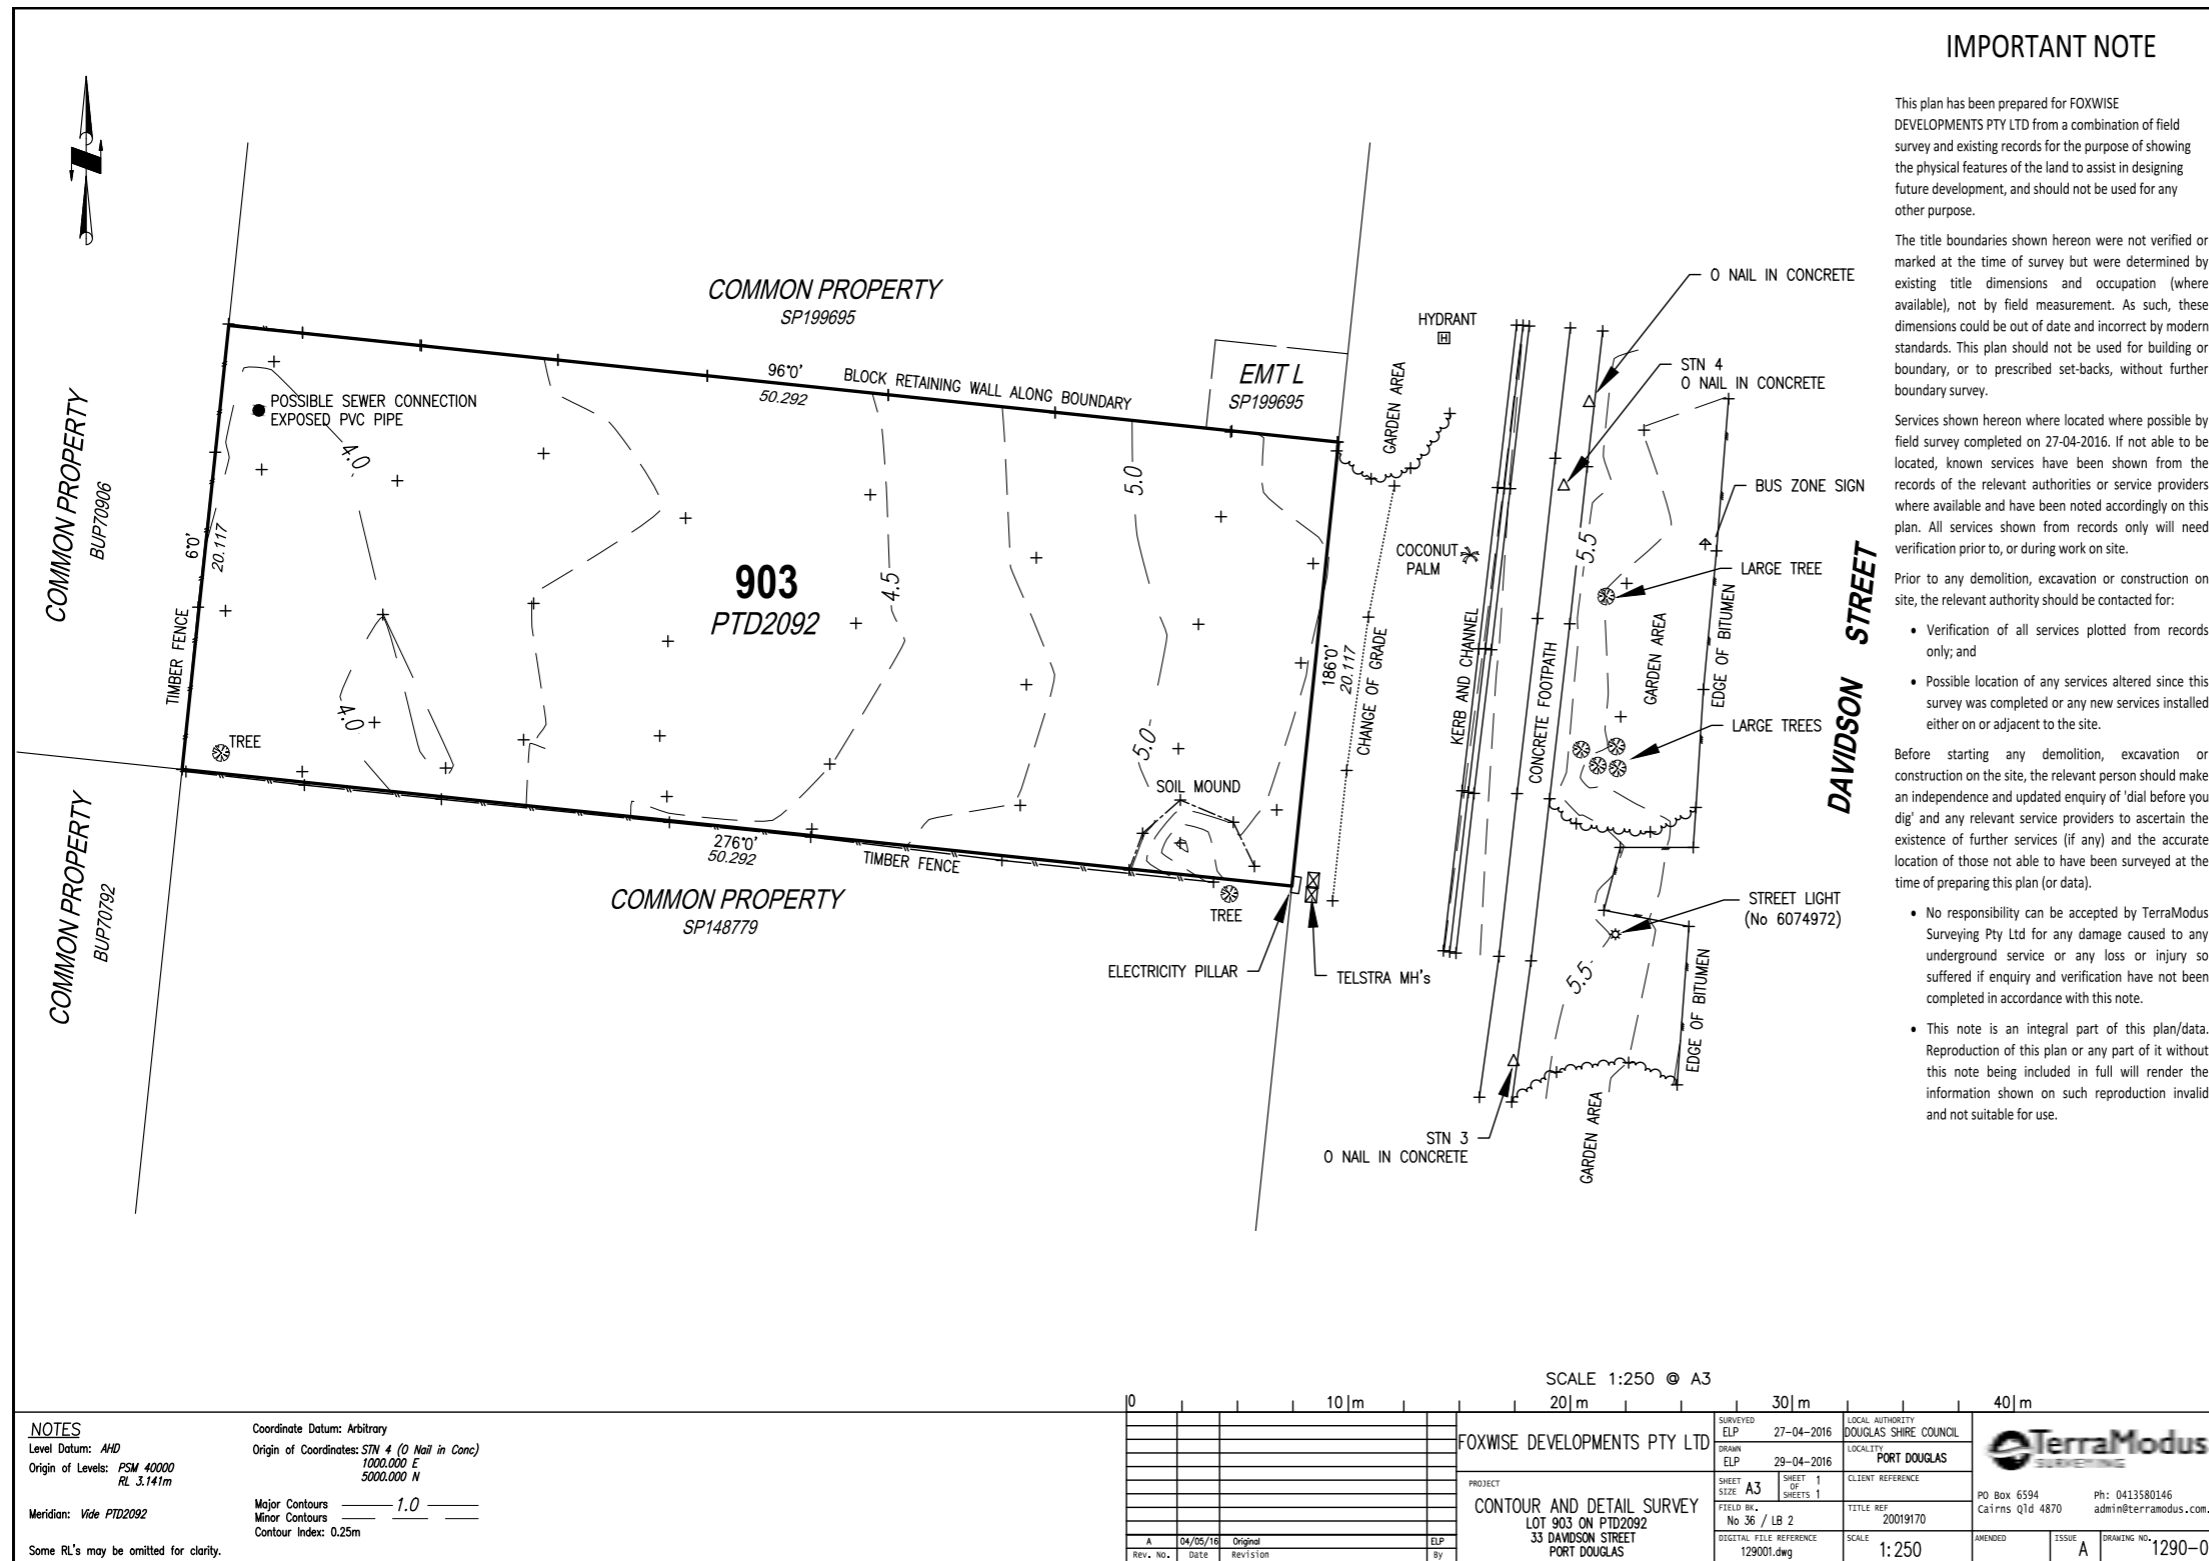 IMPORTANT NOTE
This plan has been prepared for FOXWISE
DEVELOPMENTS PTY LTD from a combination of field
survey and existing records for the purpose of showing
the physical features of the land to assist in designing
future development, and should not be used for any
other purpose.
The title boundaries shown hereon were not verified or
marked at the time of survey but were determined by
existing title dimensions and occupation (where
available), not by field measurement. As such, these
dimensions could be out of date and incorrect by modern
standards. This plan should not be used for building or
boundary, or to prescribed set-backs, without further
boundary survey.
Services shown hereon where located where possible by
field survey completed on 27-04-2016. If not able to be
located, known services have been shown from the
records of the relevant authorities or service providers
where available and have been noted accordingly on this
plan. All services shown from records only will need
verification prior to, or during work on site.
Prior to any demolition, excavation or construction on
site, the relevant authority should be contacted for:
• Verification of all services plotted from records
only; and
• Possible location of any services altered since this
survey was completed or any new services installed
either on or adjacent to the site.
Before starting any demolition, excavation or
construction on the site, the relevant person should make
an independence and updated enquiry of 'dial before you
dig' and any relevant service providers to ascertain the
existence of further services (if any) and the accurate
location of those not able to have been surveyed at the
time of preparing this plan (or data).
• No responsibility can be accepted by TerraModus
Surveying Pty Ltd for any damage caused to any
underground service or any loss or injury so
suffered if enquiry and verification have not been
completed in accordance with this note.
• This note is an integral part of this plan/data.
Reproduction of this plan or any part of it without
this note being included in full will render the
information shown on such reproduction invalid
and not suitable for use.
COMMON PROPERTY
SP199695
EMT L
SP199695
96°0'
50.292
BLOCK RETAINING WALL ALONG BOUNDARY
POSSIBLE SEWER CONNECTION
EXPOSED PVC PIPE
COMMON PROPERTY
BUP70906
6°0'
20.117
TIMBER FENCE
4.0
4.0
4.5
5.0
5.0
903
PTD2092
TREE
SOIL MOUND
276°0'
50.292
TIMBER FENCE
COMMON PROPERTY
SP148779
COMMON PROPERTY
BUP70792
TREE
ELECTRICITY PILLAR
TELSTRA MH's
186°0'
20.117
CHANGE OF GRADE
HYDRANT
H
GARDEN AREA
COCONUT
PALM
KERB AND CHANNEL
CONCRETE FOOTPATH
5.5
GARDEN AREA
EDGE OF BITUMEN
O NAIL IN CONCRETE
STN 4
O NAIL IN CONCRETE
BUS ZONE SIGN
LARGE TREE
LARGE TREES
DAVIDSON STREET
STREET LIGHT
(No 6074972)
5.5
EDGE OF BITUMEN
GARDEN AREA
STN 3
O NAIL IN CONCRETE
SCALE 1:250 @ A3
0 10 m 20 m 30 m 40 m
NOTES
Level Datum: AHD
Origin of Levels: PSM 40000
RL 3.141m
Meridian: Vide PTD2092
Some RL's may be omitted for clarity.
Coordinate Datum: Arbitrary
Origin of Coordinates: STN 4 (O Nail in Conc)
1000.000 E
5000.000 N
Major Contours 1.0
Minor Contours
Contour Index: 0.25m
A 04/05/16 Original ELP
Rev. No. Date Revision By
FOXWISE DEVELOPMENTS PTY LTD
PROJECT
CONTOUR AND DETAIL SURVEY
LOT 903 ON PTD2092
33 DAVIDSON STREET
PORT DOUGLAS
SURVEYED
ELP 27-04-2016
DRAWN
ELP 29-04-2016
SHEET SIZE A3
SHEET 1 OF SHEETS 1
FIELD BK.
No 36 / LB 2
DIGITAL FILE REFERENCE
129001.dwg
LOCAL AUTHORITY
DOUGLAS SHIRE COUNCIL
LOCALITY
PORT DOUGLAS
CLIENT REFERENCE
TITLE REF
20019170
SCALE
1:250
TerraModus
SURVEYING
PO Box 6594 Ph: 0413580146
Cairns Qld 4870 admin@terramodus.com.
AMENDED
ISSUE A
DRAWING NO. 1290-0